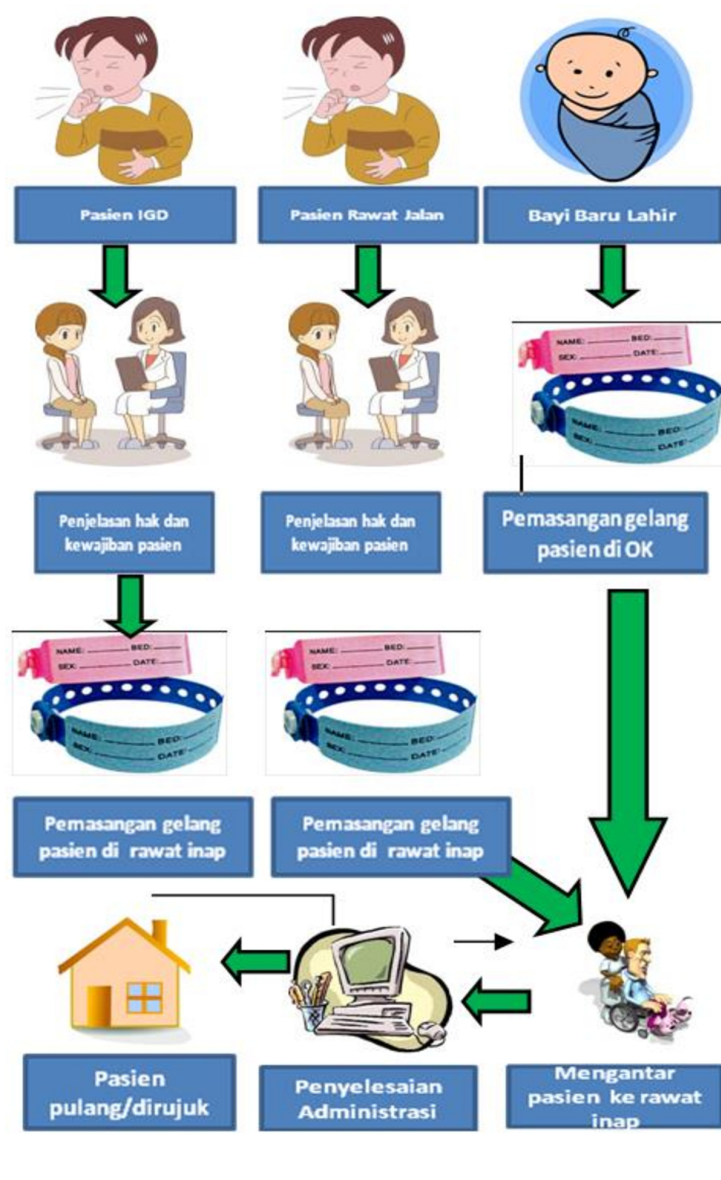 Pasien IGD
Pasien Rawat Jalan
Bayi Baru Lahir
NAME: BED:
SEX: DATE:
NAME: BED:
SEX: DATE:
Penjelasan hak dan
kewajiban pasien
Penjelasan hak dan
kewajiban pasien
Pemasangan gelang
pasien di OK
NAME: BED:
SEX: DATE:
NAME: BED:
SEX: DATE:
NAME: BED:
SEX: DATE:
NAME: BED:
SEX: DATE:
Pemasangan gelang
pasien di rawat inap
Pemasangan gelang
pasien di rawat inap
Pasien
pulang/dirujuk
Penyelesaian
Administrasi
Mengantar
pasien ke rawat
inap